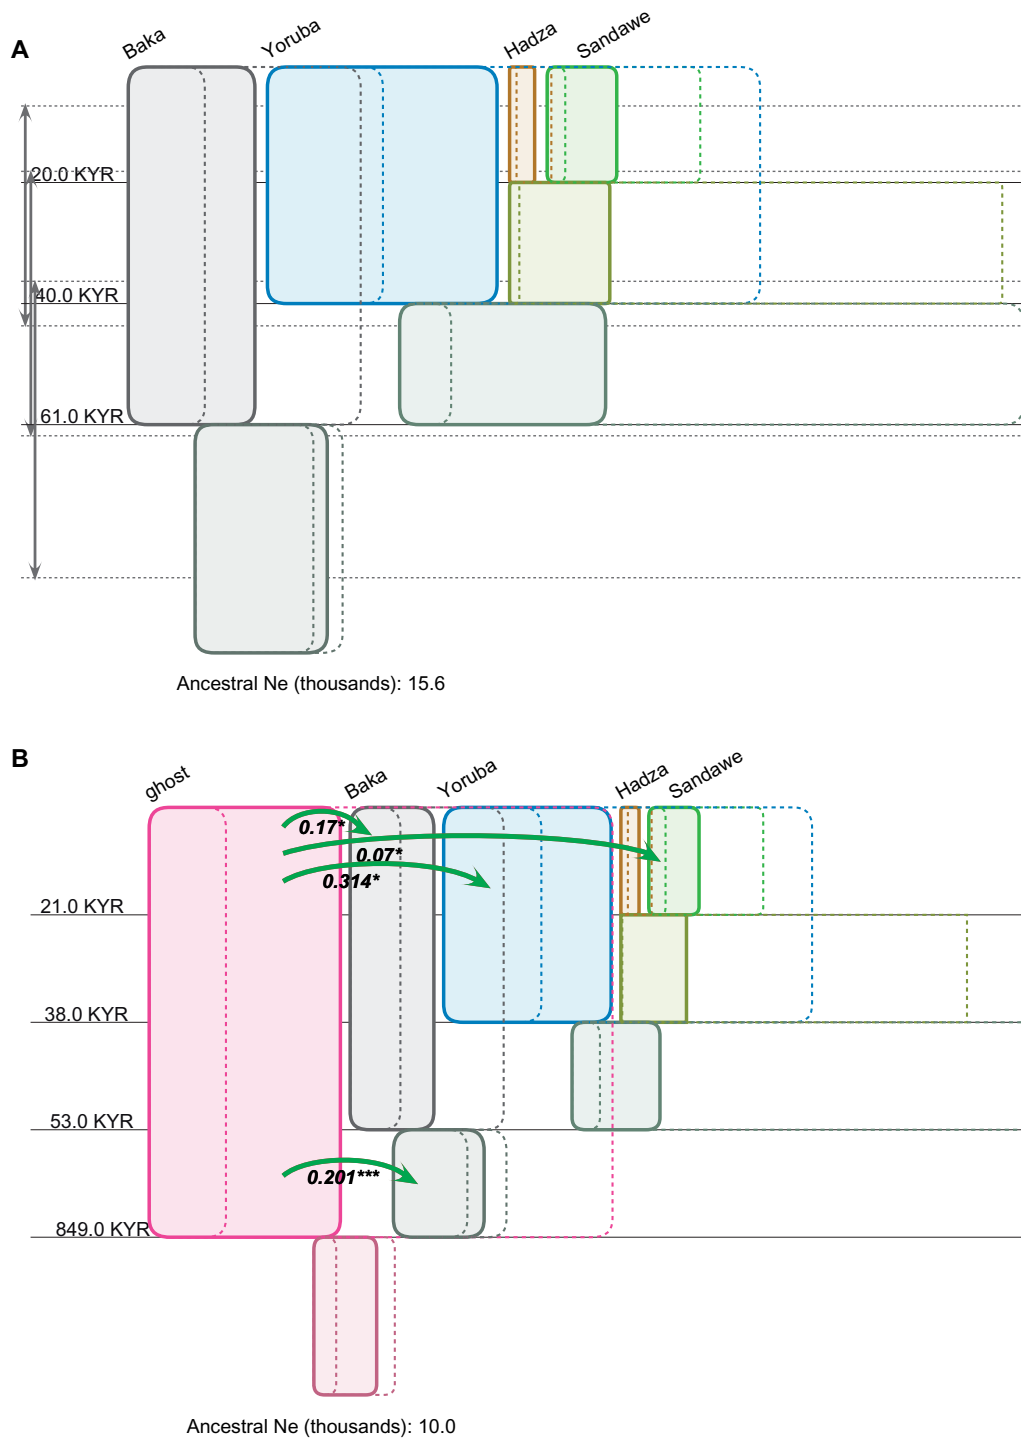 A
Baka Yoruba Hadza Sandawe
20.0 KYR
40.0 KYR
61.0 KYR
Ancestral Ne (thousands): 15.6
B
ghost Baka Yoruba Hadza Sandawe
0.17*
0.07*
0.314*
21.0 KYR
38.0 KYR
53.0 KYR
0.201***
849.0 KYR
Ancestral Ne (thousands): 10.0